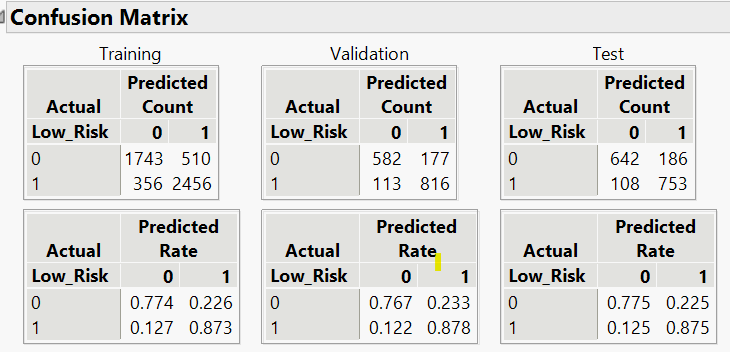 Confusion Matrix
Training Validation Test
Predicted Predicted Predicted
Actual Count Actual Count Actual Count
Low_Risk 0 1 Low_Risk 0 1 Low_Risk 0 1
0 1743 510 0 582 177 0 642 186
1 356 2456 1 113 816 1 108 753
Predicted Predicted Predicted
Actual Rate Actual Rate Actual Rate
Low_Risk 0 1 Low_Risk 0 1 Low_Risk 0 1
0 0.774 0.226 0 0.767 0.233 0 0.775 0.225
1 0.127 0.873 1 0.122 0.878 1 0.125 0.875